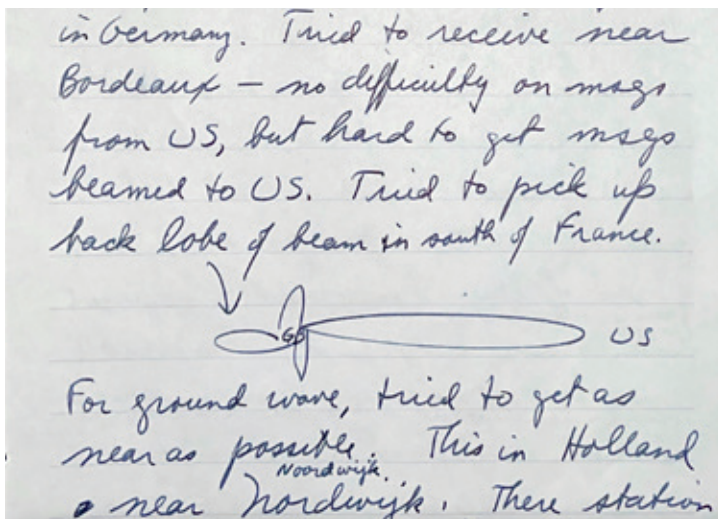 in Germany. Tried to receive near
Bordeaux – no difficulty on msgs
from US, but hard to get msgs
beamed to US. Tried to pick up
back lobe of beam in south of France.
GB US
For ground wave, tried to get as
near as possible. This in Holland
Noordwijk.
near Nordwijk. There station